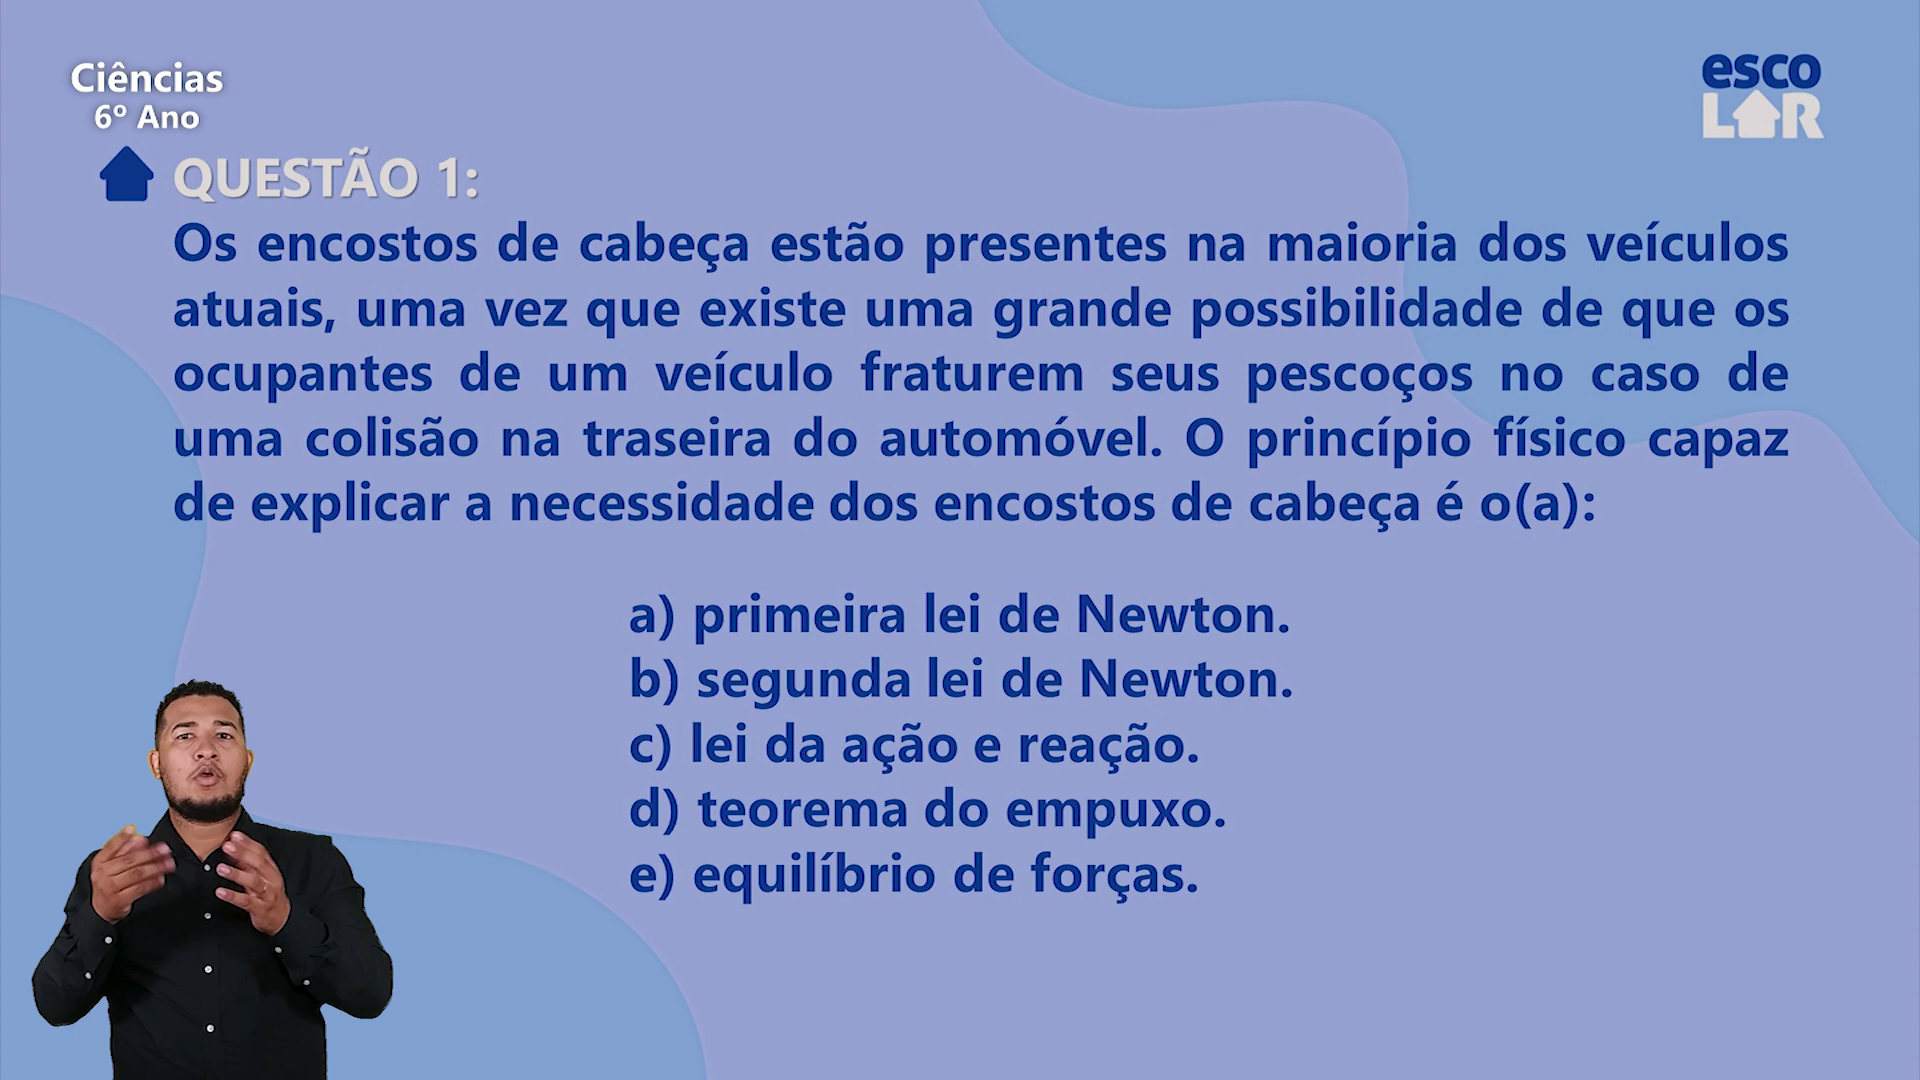 Ciências
6º Ano
esco
LAR
QUESTÃO 1:
Os encostos de cabeça estão presentes na maioria dos veículos
atuais, uma vez que existe uma grande possibilidade de que os
ocupantes de um veículo fraturem seus pescoços no caso de
uma colisão na traseira do automóvel. O princípio físico capaz
de explicar a necessidade dos encostos de cabeça é o(a):
a) primeira lei de Newton.
b) segunda lei de Newton.
c) lei da ação e reação.
d) teorema do empuxo.
e) equilíbrio de forças.